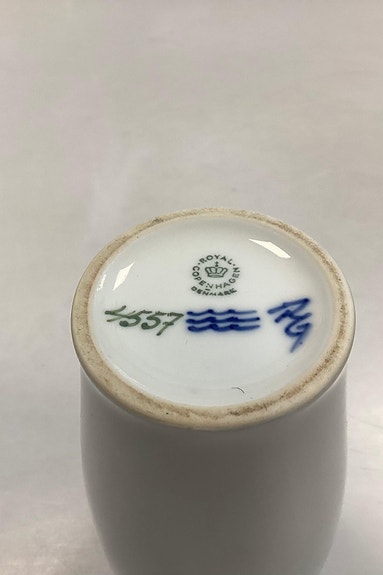 ROYAL
COPENHAGEN
DENMARK
4557